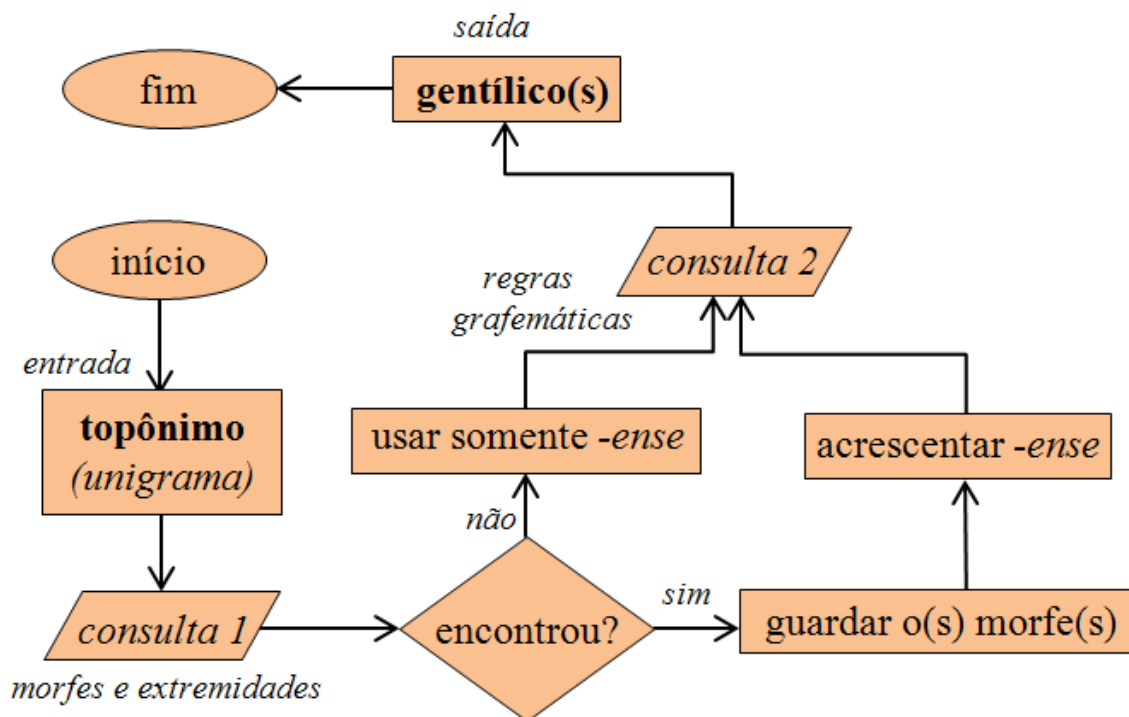 saída
fim
gentílico(s)
início
consulta 2
regras
grafemáticas
entrada
topônimo
(unigrama)
usar somente -ense
acrescentar -ense
não
sim
consulta 1
encontrou?
guardar o(s) morfe(s)
morfes e extremidades